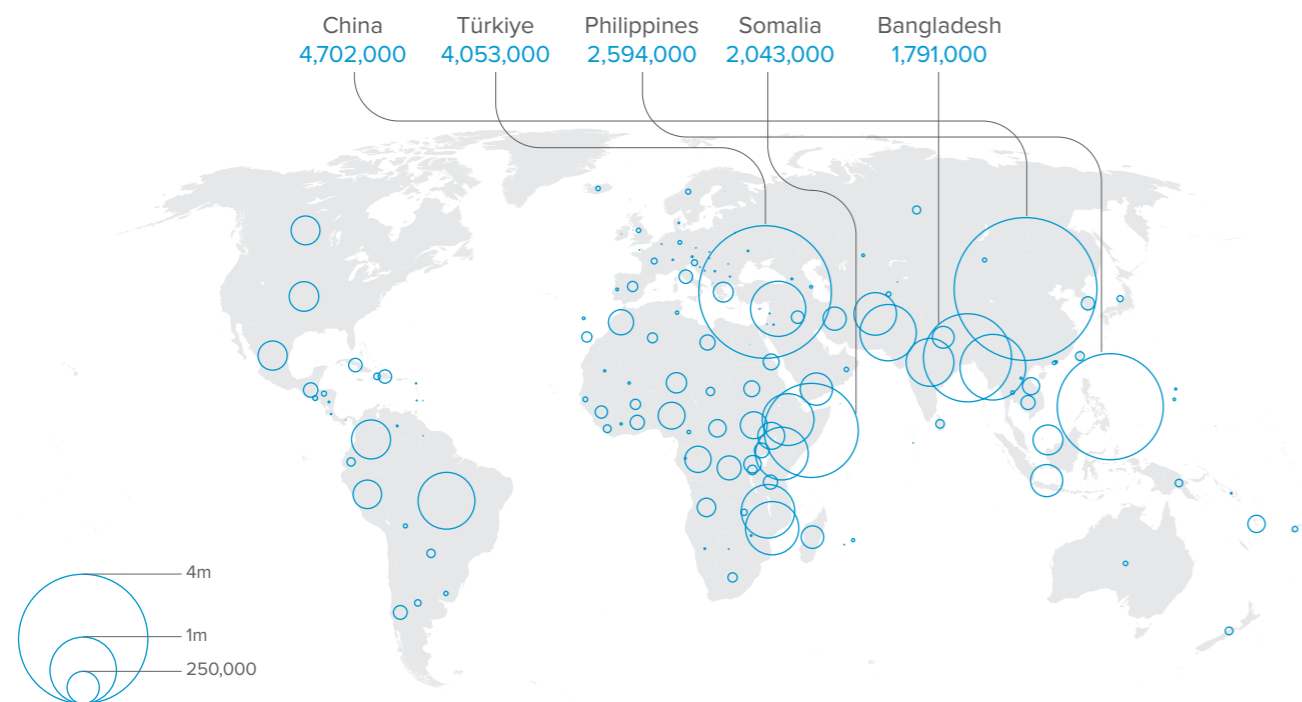 China Türkiye Philippines Somalia Bangladesh
4,702,000 4,053,000 2,594,000 2,043,000 1,791,000
4m
1m
250,000